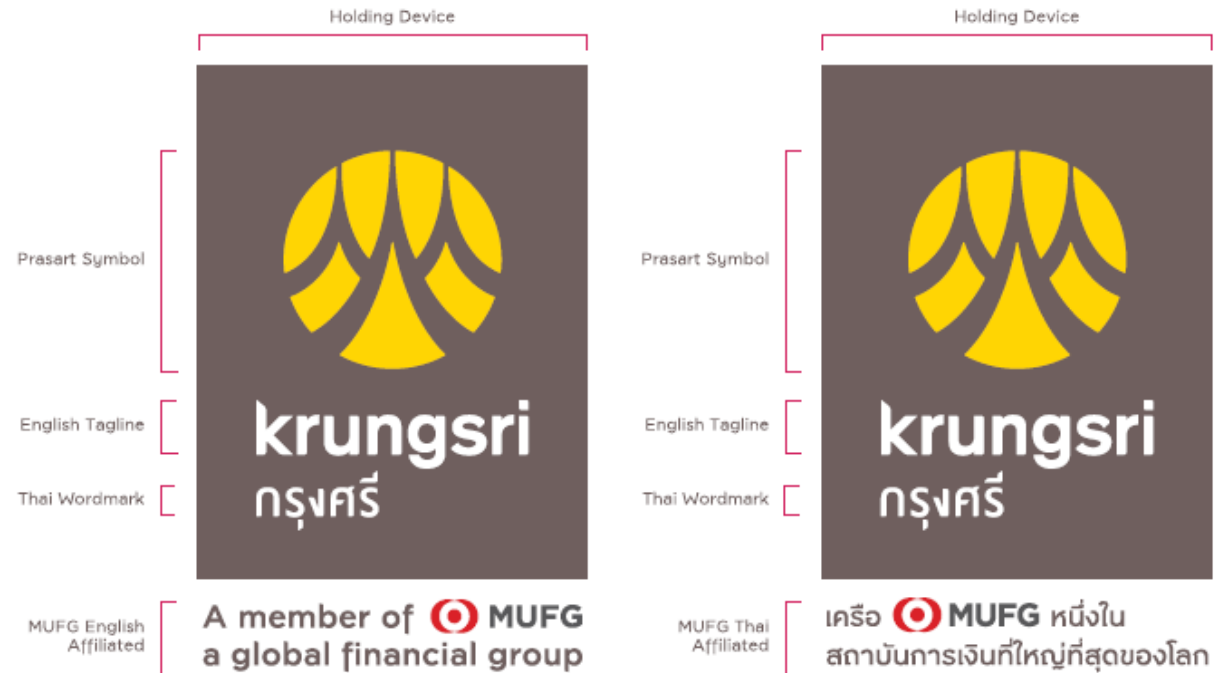 Holding Device
Prasart Symbol
English Tagline
Thai Wordmark
MUFG English
Affiliated
krungsri
กรุงศรี
A member of MUFG
a global financial group
Holding Device
Prasart Symbol
English Tagline
Thai Wordmark
MUFG Thai
Affiliated
krungsri
กรุงศรี
เครือ MUFG หนึ่งใน
สถาบันการเงินที่ใหญ่ที่สุดของโลก